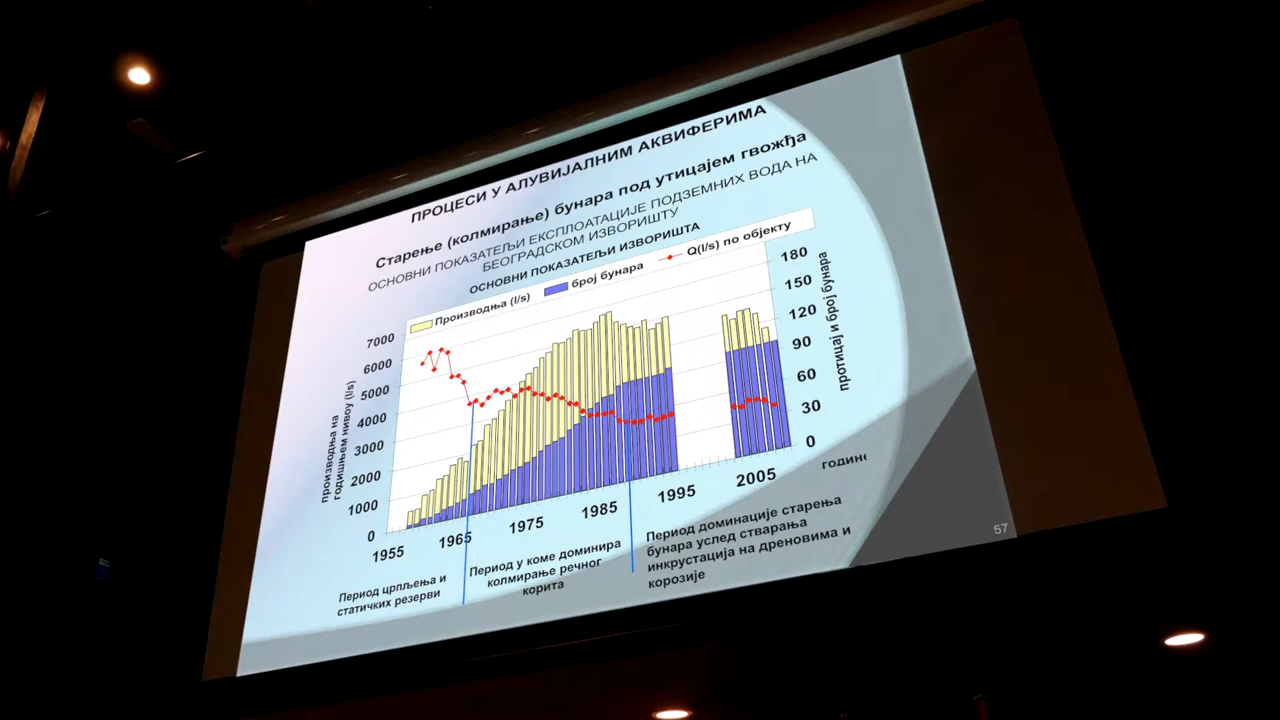 ПРОЦЕСИ У АЛУВИЈАЛНИМ АКВИФЕРИМА
Старење (колмирање) бунара под утицајем гвожђа
ОСНОВНИ ПОКАЗАТЕЉИ ЕКСПЛОАТАЦИЈЕ ПОДЗЕМНИХ ВОДА НА
БЕОГРАДСКОМ ИЗВОРИШТУ
ОСНОВНИ ПОКАЗАТЕЉИ ИЗВОРИШТА
Производња (l/s)
број бунара
Q(l/s) по објекту
производња на
годишњем нивоу (l/s)
7000
6000
5000
4000
3000
2000
1000
0
180
150
120
90
60
30
0
протицај и број бунара
1955
1965
1975
1985
1995
2005
године
Период црпљења и
статичких резерви
Период у коме доминира
колмирање речног
корита
Период доминације старења
бунара услед стварања
инкрустација на дреновима и
корозије
57